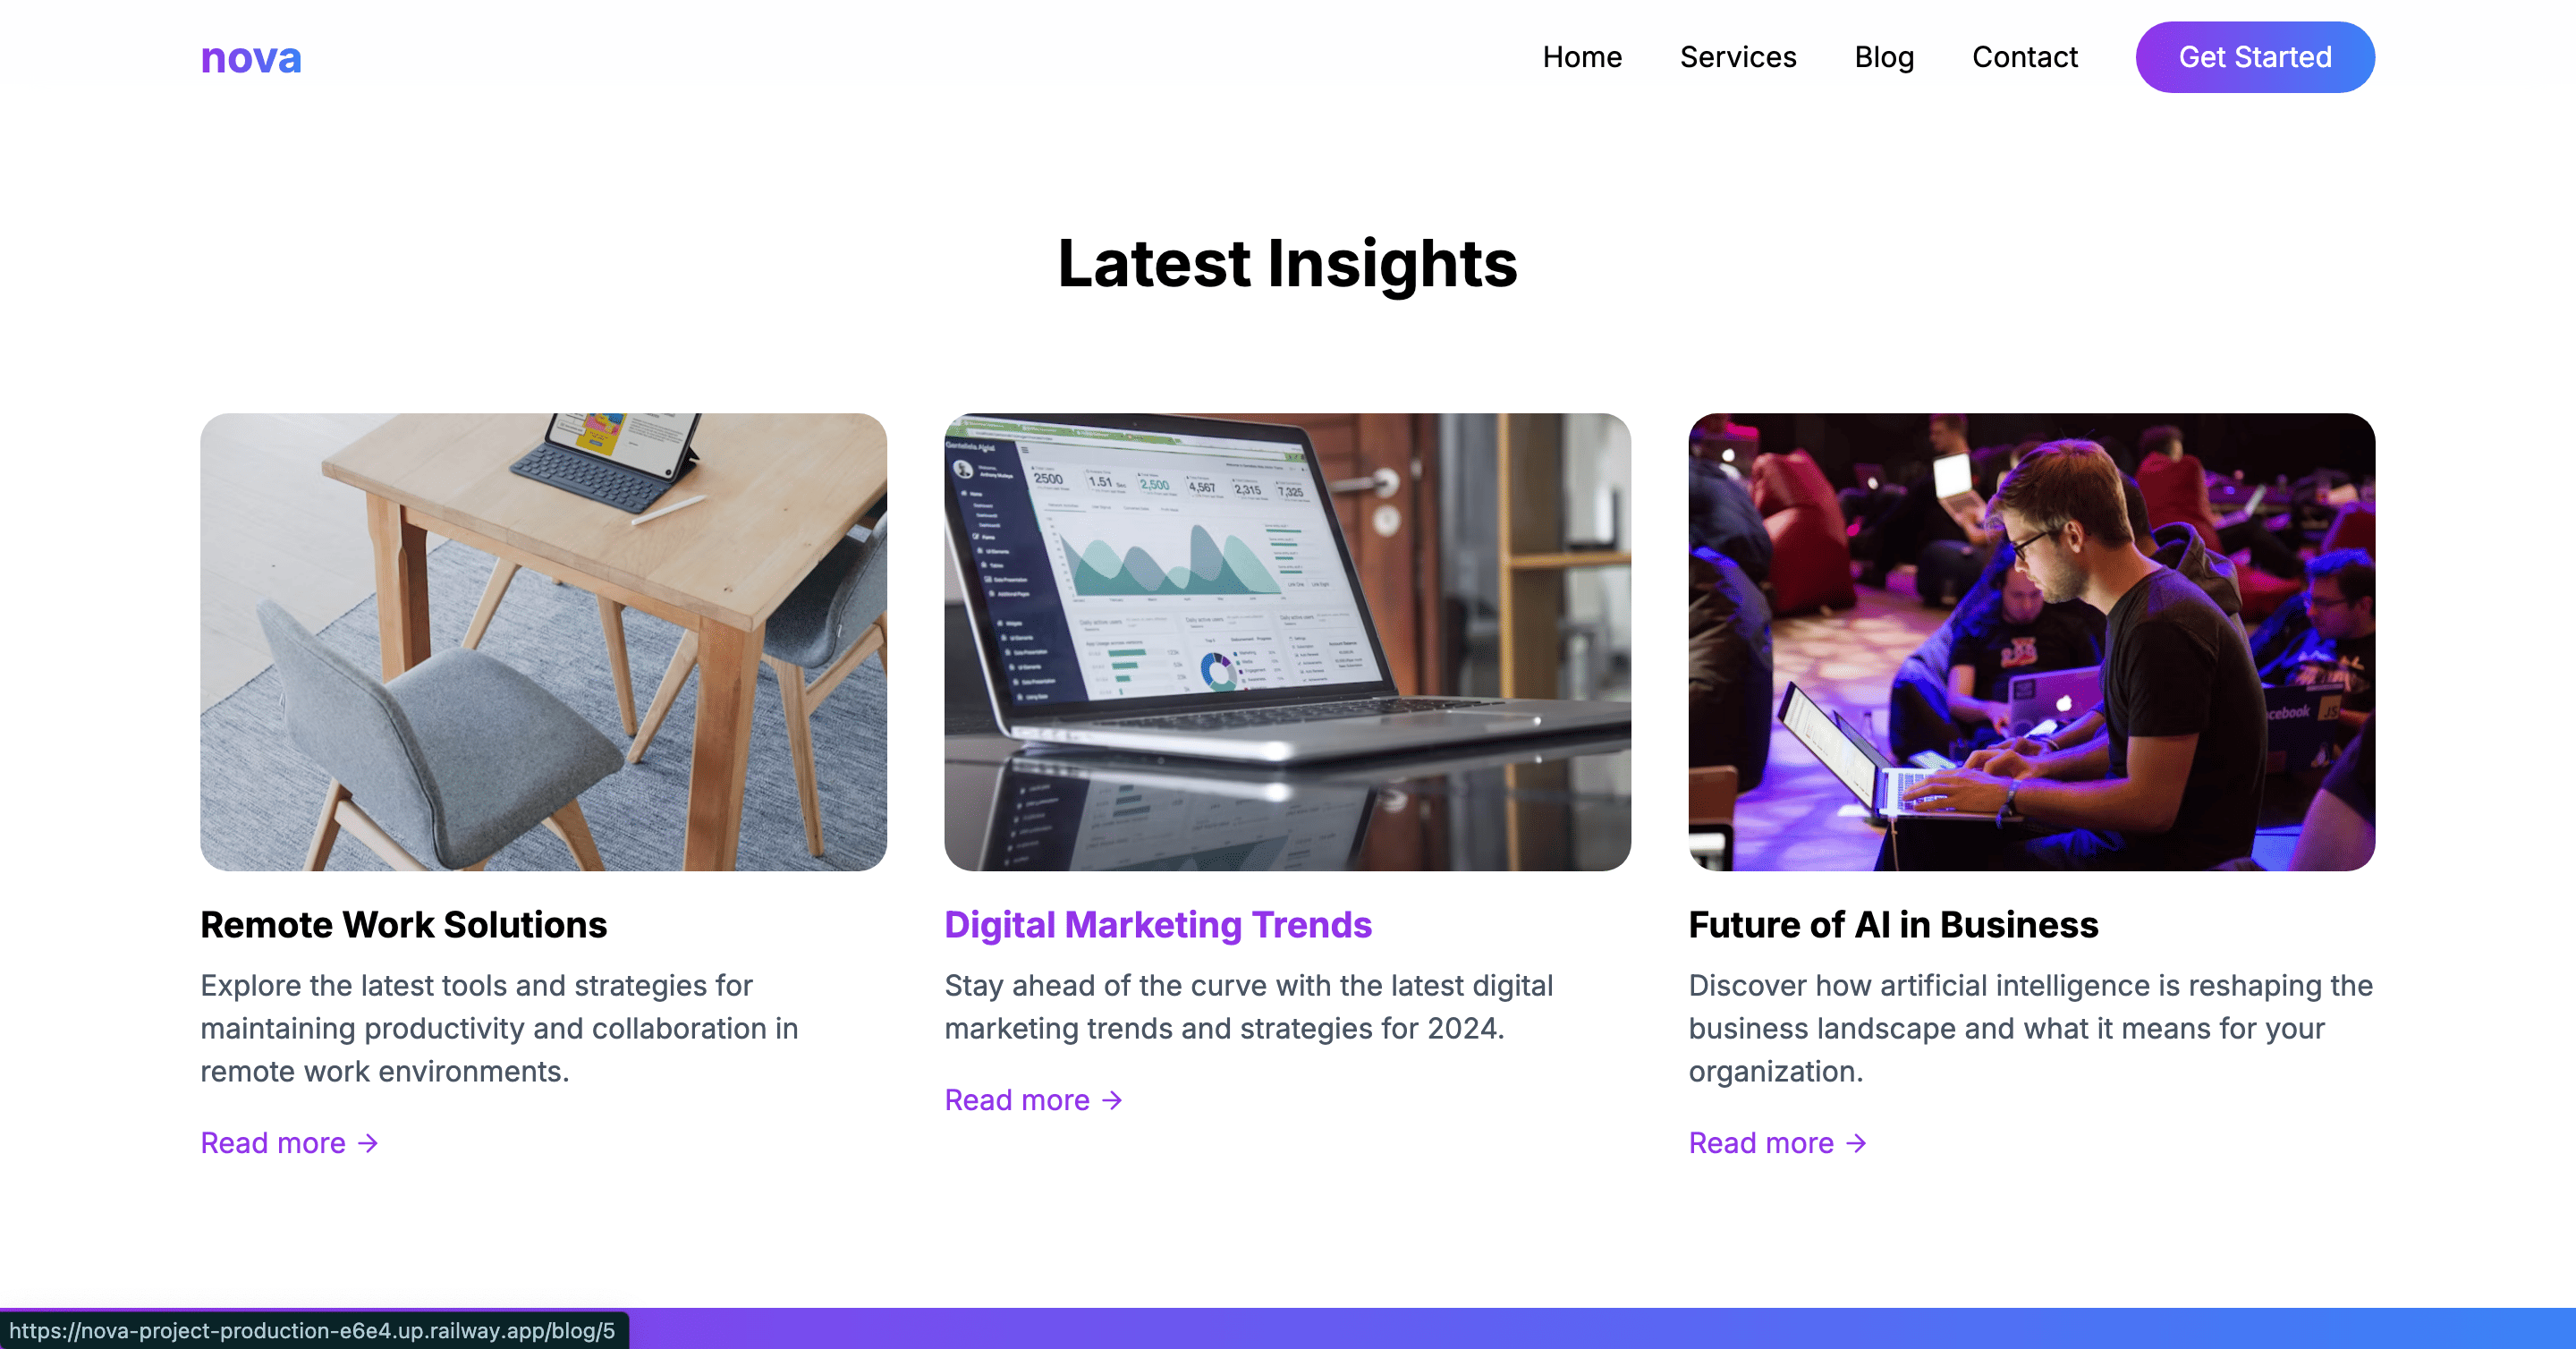 nova
Home Services Blog Contact Get Started
Latest Insights
2500 1.51 2,500 4,567 2,315 7,325
Remote Work Solutions
Explore the latest tools and strategies for
maintaining productivity and collaboration in
remote work environments.
Read more →
Digital Marketing Trends
Stay ahead of the curve with the latest digital
marketing trends and strategies for 2024.
Read more →
cebook JS
Future of AI in Business
Discover how artificial intelligence is reshaping the
business landscape and what it means for your
organization.
Read more →
https://nova-project-production-e6e4.up.railway.app/blog/5